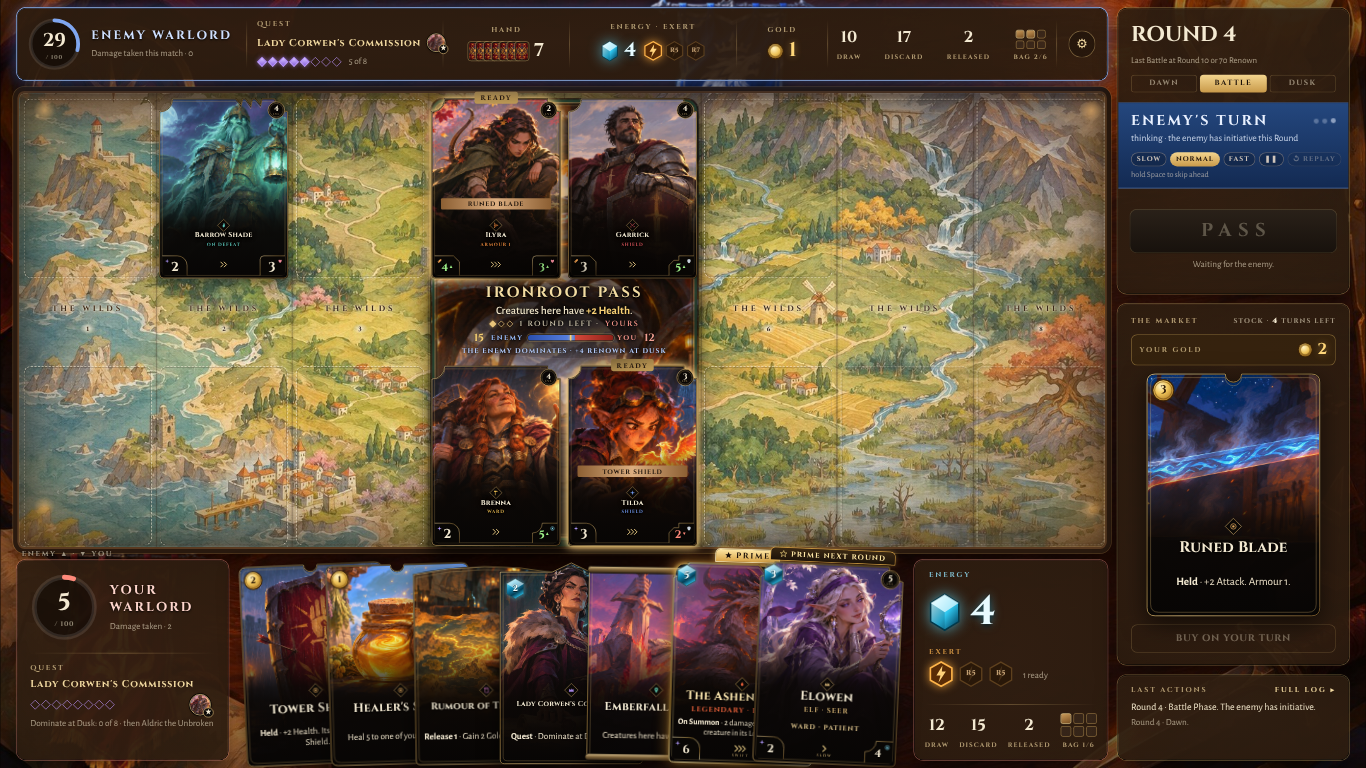 29
/ 100
ENEMY WARLORD
Damage taken this match · 0
QUEST
LADY CORWEN'S COMMISSION
5 of 8
HAND
7
ENERGY · EXERT
4
R5
R7
GOLD
1
10
DRAW
17
DISCARD
2
RELEASED
BAG 2/6
ROUND 4
Last Battle at Round 10 or 70 Renown
DAWN
BATTLE
DUSK
ENEMY'S TURN
thinking · the enemy has initiative this Round
SLOW
NORMAL
FAST
REPLAY
hold Space to skip ahead
PASS
Waiting for the enemy.
4
BARROW SHADE
ON DEFEAT
2
3
READY
2
RUNED BLADE
ILYRA
ARMOUR 1
4
3
4
GARRICK
SHIELD
3
5
THE WILDS
1
THE WILDS
2
THE WILDS
3
IRONROOT PASS
Creatures here have +2 Health.
1 ROUND LEFT · YOURS
15 ENEMY
YOU 12
THE ENEMY DOMINATES · +4 RENOWN AT DUSK
THE WILDS
6
THE WILDS
7
THE WILDS
8
4
BRENNA
WARD
2
5
READY
3
TOWER SHIELD
TILDA
SHIELD
3
2
THE MARKET
STOCK · 4 TURNS LEFT
YOUR GOLD
2
3
RUNED BLADE
Held · +2 Attack. Armour 1.
BUY ON YOUR TURN
ENEMY ▲ · ▼ YOU
★ PRIME
☆ PRIME NEXT ROUND
5
/ 100
YOUR WARLORD
Damage taken · 2
QUEST
LADY CORWEN'S COMMISSION
Dominate at Dusk: 0 of 8 · then Aldric the Unbroken
2
TOWER SH
Held · +2 Health. Its
Shield.
1
HEALER'S
Heal 5 to one of you
RUMOUR OF T
Release 1 · Gain 2 Gol
2
LADY CORWEN'S CO
Quest · Dominate at D
EMBERFALL
Creatures here ha
5
THE ASHEN
LEGENDARY
On Summon · 2 damag
creature in its L
6
3
5
ELOWEN
ELF · SEER
WARD · PATIENT
2
SLOW
4
ENERGY
4
EXERT
R5
R5
1 ready
12
DRAW
15
DISCARD
2
RELEASED
BAG 1/6
LAST ACTIONS
FULL LOG ▸
Round 4 · Battle Phase. The enemy has initiative.
Round 4 · Dawn.